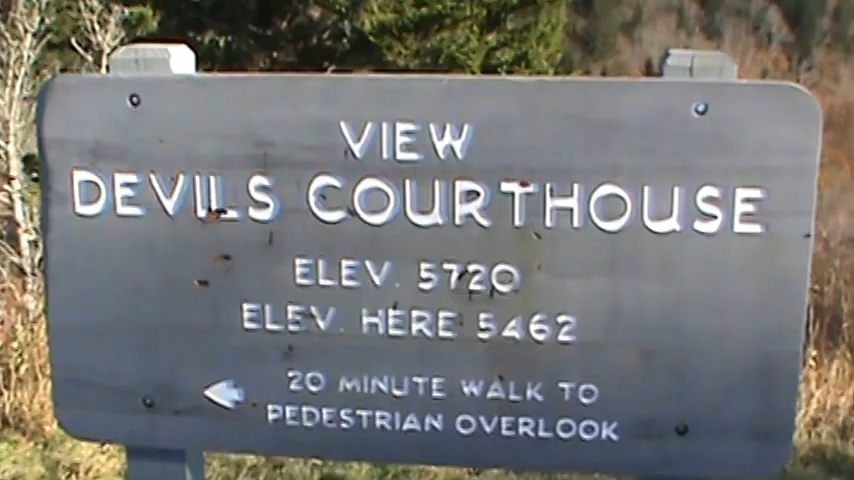 VIEW
DEVILS COURTHOUSE
ELEV. 5720
ELEV. HERE 5462
20 MINUTE WALK TO
PEDESTRIAN OVERLOOK